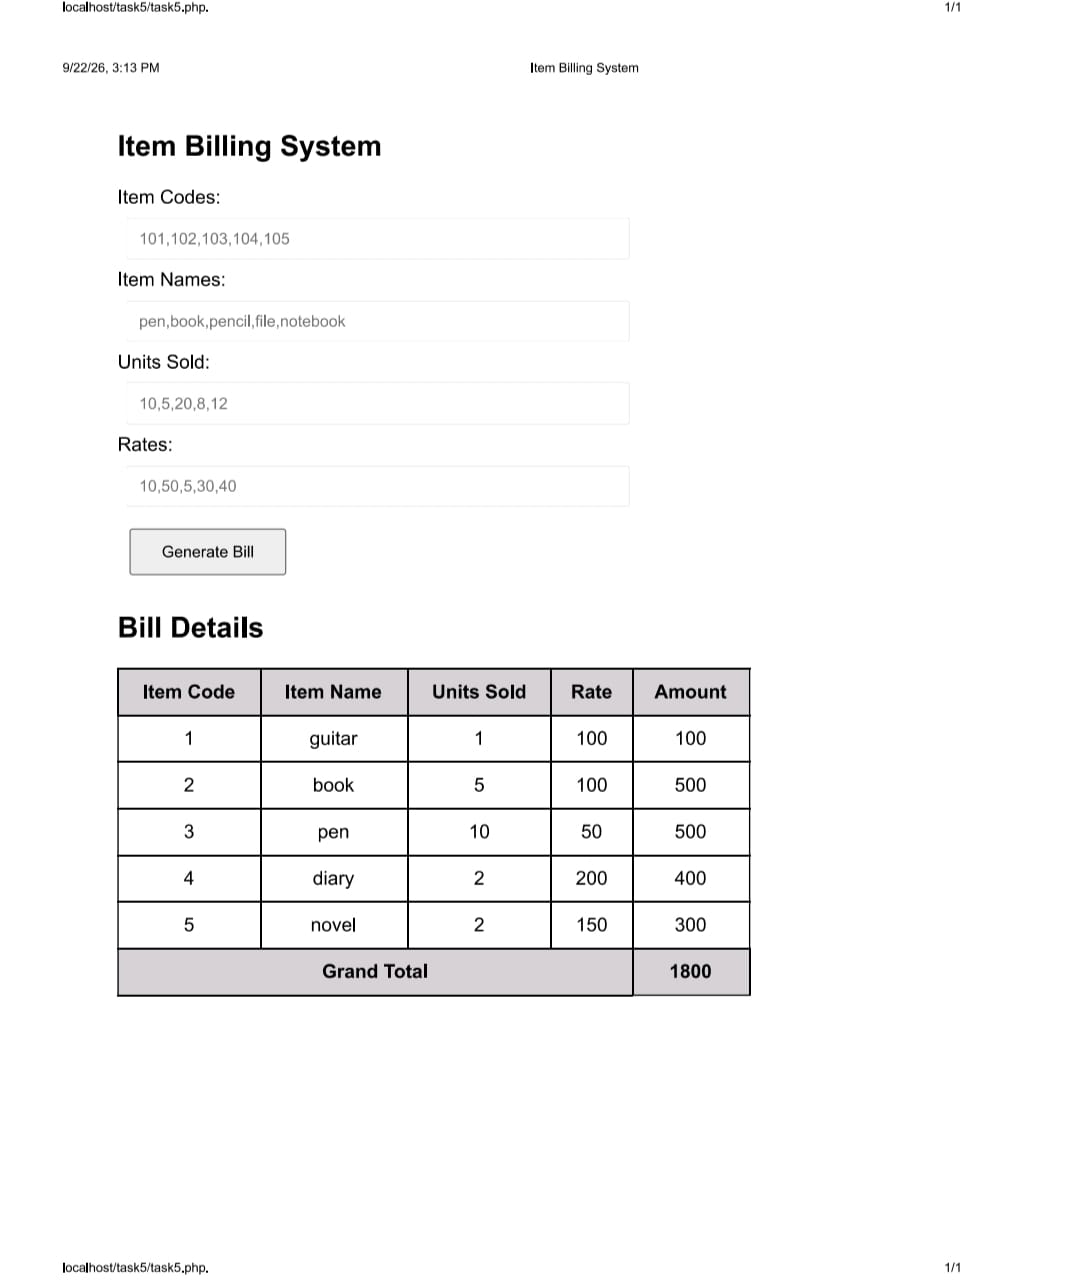 localhost/task5/task5.php. 1/1
9/22/26, 3:13 PM Item Billing System
Item Billing System
Item Codes:
101,102,103,104,105
Item Names:
pen,book,pencil,file,notebook
Units Sold:
10,5,20,8,12
Rates:
10,50,5,30,40
Generate Bill
Bill Details
Item Code Item Name Units Sold Rate Amount
1 guitar 1 100 100
2 book 5 100 500
3 pen 10 50 500
4 diary 2 200 400
5 novel 2 150 300
Grand Total 1800
localhost/task5/task5.php. 1/1